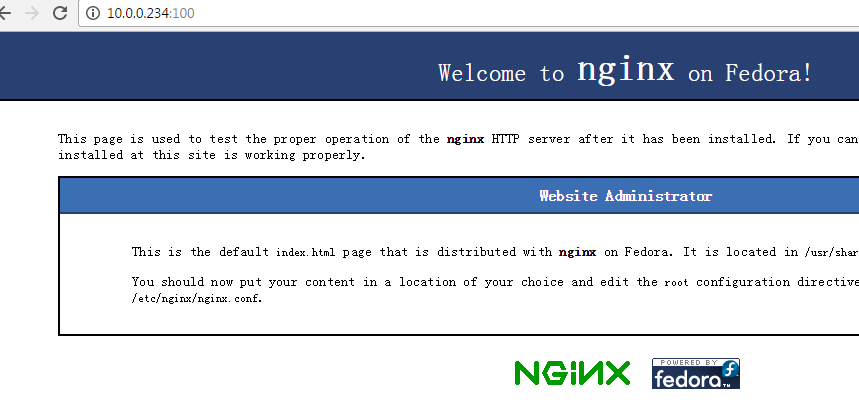 10.0.0.234:100
Welcome to nginx on Fedora!
This page is used to test the proper operation of the nginx HTTP server after it has been installed. If you can
installed at this site is working properly.
Website Administrator
This is the default index.html page that is distributed with nginx on Fedora. It is located in /usr/shar
You should now put your content in a location of your choice and edit the root configuration directive
/etc/nginx/nginx.conf.
NGINX
POWERED BY
fedora